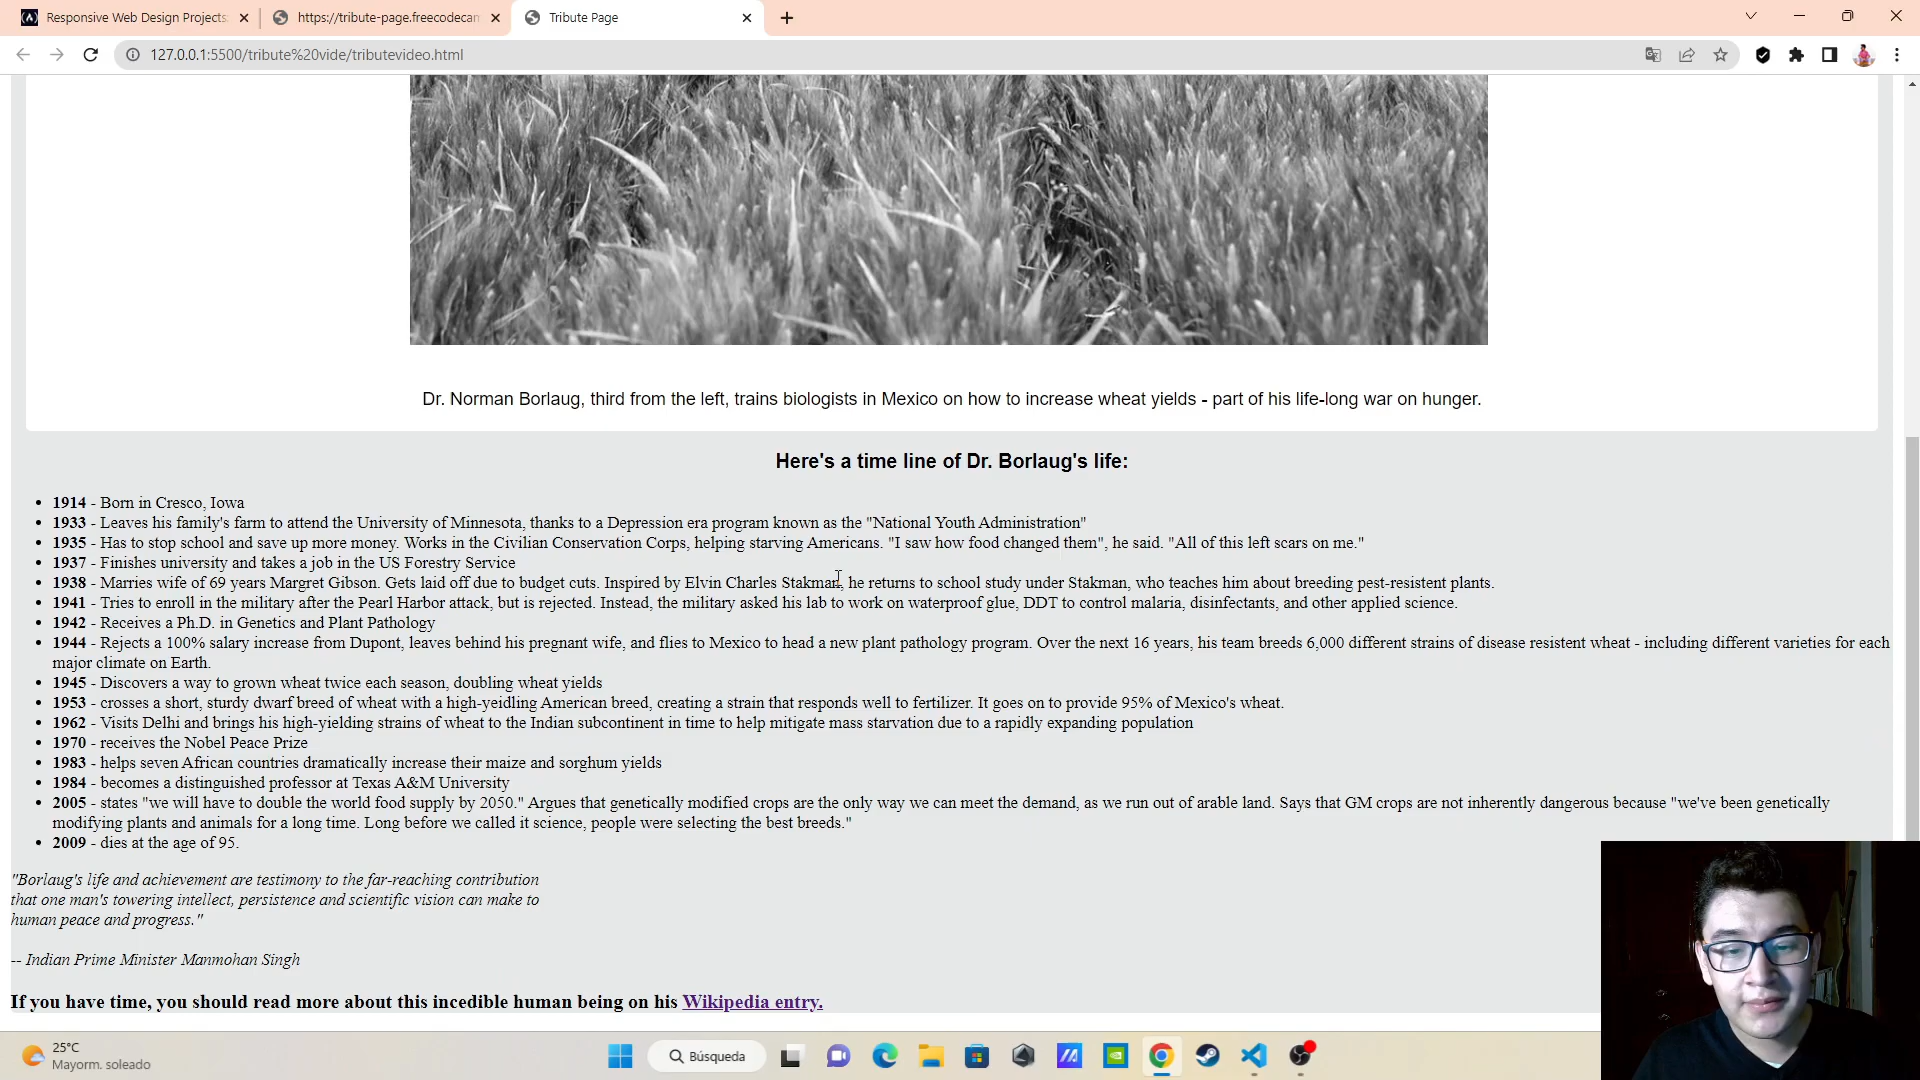 Responsive Web Design Projects
https://tribute-page.freecodecam
Tribute Page
127.0.0.1:5500/tribute%20vide/tributevideo.html
Dr. Norman Borlaug, third from the left, trains biologists in Mexico on how to increase wheat yields - part of his life-long war on hunger.
Here's a time line of Dr. Borlaug's life:
• 1914 - Born in Cresco, Iowa
• 1933 - Leaves his family's farm to attend the University of Minnesota, thanks to a Depression era program known as the "National Youth Administration"
• 1935 - Has to stop school and save up more money. Works in the Civilian Conservation Corps, helping starving Americans. "I saw how food changed them", he said. "All of this left scars on me."
• 1937 - Finishes university and takes a job in the US Forestry Service
• 1938 - Marries wife of 69 years Margret Gibson. Gets laid off due to budget cuts. Inspired by Elvin Charles Stakman, he returns to school study under Stakman, who teaches him about breeding pest-resistent plants.
• 1941 - Tries to enroll in the military after the Pearl Harbor attack, but is rejected. Instead, the military asked his lab to work on waterproof glue, DDT to control malaria, disinfectants, and other applied science.
• 1942 - Receives a Ph.D. in Genetics and Plant Pathology
• 1944 - Rejects a 100% salary increase from Dupont, leaves behind his pregnant wife, and flies to Mexico to head a new plant pathology program. Over the next 16 years, his team breeds 6,000 different strains of disease resistent wheat - including different varieties for each
major climate on Earth.
• 1945 - Discovers a way to grown wheat twice each season, doubling wheat yields
• 1953 - crosses a short, sturdy dwarf breed of wheat with a high-yeidling American breed, creating a strain that responds well to fertilizer. It goes on to provide 95% of Mexico's wheat.
• 1962 - Visits Delhi and brings his high-yielding strains of wheat to the Indian subcontinent in time to help mitigate mass starvation due to a rapidly expanding population
• 1970 - receives the Nobel Peace Prize
• 1983 - helps seven African countries dramatically increase their maize and sorghum yields
• 1984 - becomes a distinguished professor at Texas A&M University
• 2005 - states "we will have to double the world food supply by 2050." Argues that genetically modified crops are the only way we can meet the demand, as we run out of arable land. Says that GM crops are not inherently dangerous because "we've been genetically
modifying plants and animals for a long time. Long before we called it science, people were selecting the best breeds."
• 2009 - dies at the age of 95.
"Borlaug's life and achievement are testimony to the far-reaching contribution
that one man's towering intellect, persistence and scientific vision can make to
human peace and progress."
-- Indian Prime Minister Manmohan Singh
If you have time, you should read more about this incedible human being on his Wikipedia entry.
25°C
Mayorm. soleado
Búsqueda